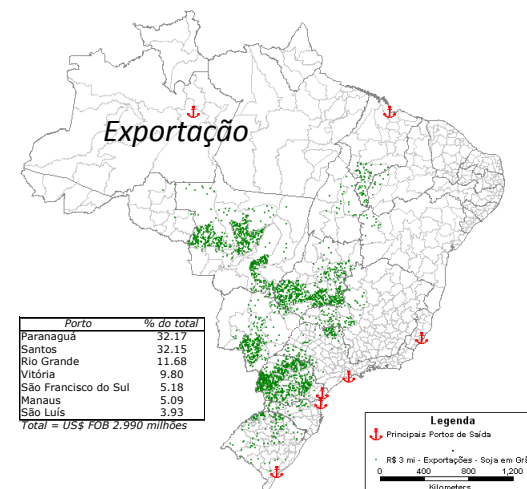 Exportação
Porto % do total
Paranaguá 32.17
Santos 32.15
Rio Grande 11.68
Vitória 9.80
São Francisco do Sul 5.18
Manaus 5.09
São Luís 3.93
Total = US$ FOB 2.990 milhões
Legenda
Principais Portos de Saída
R$ 3 mi - Exportações - Soja em Grã
0 400 800 1,200
Kilometers